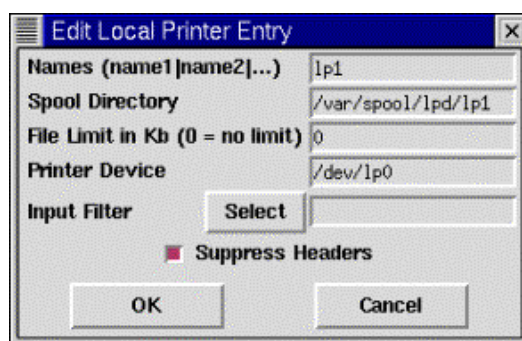 Edit Local Printer Entry
Names (name1|name2|...) lp1
Spool Directory /var/spool/lpd/lp1
File Limit in Kb (0 = no limit) 0
Printer Device /dev/lp0
Input Filter Select
Suppress Headers
OK Cancel